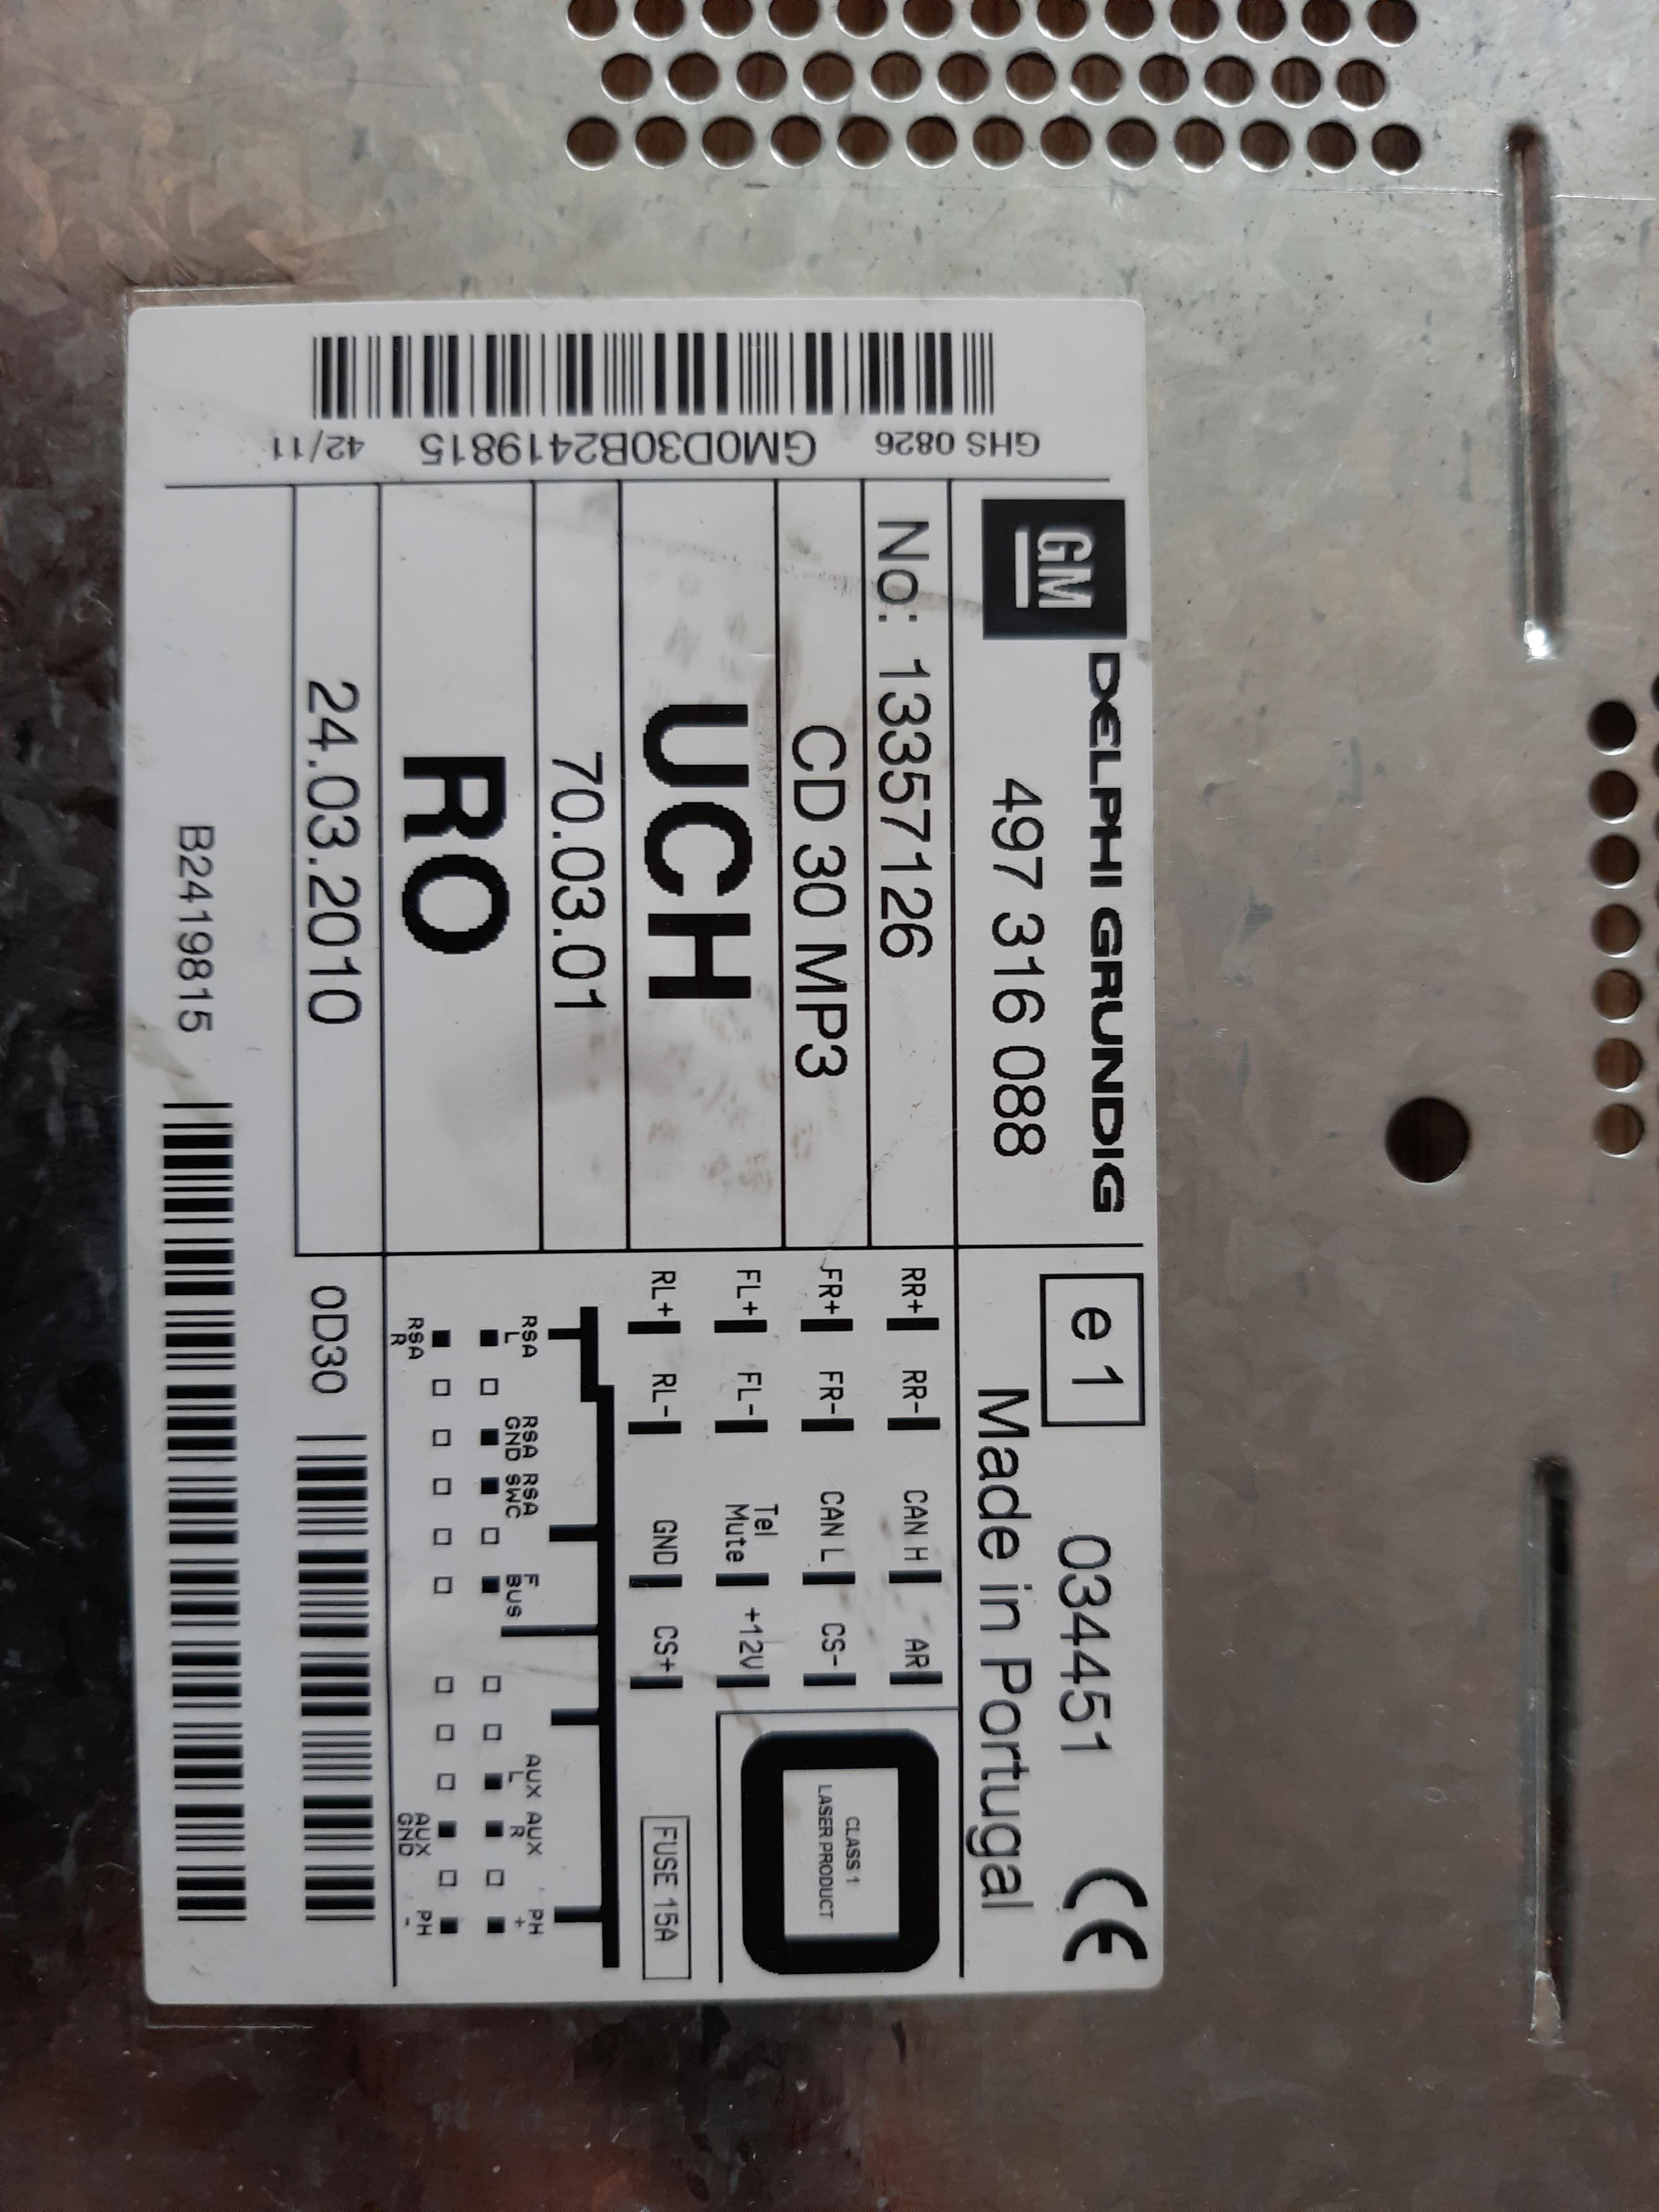 GM
DELPHI GRUNDIG
497 316 088
No: 13357126
CD 30 MP3
UCH
70.03.01
RO
24.03.2010
B2419815
e 1
034451
CE
Made in Portugal
RR+ RR- CAN H AR
FR+ FR- CAN L CS-
FL+ FL- Tel Mute +12V
RL+ RL- GND CS+
CLASS 1
LASER PRODUCT
FUSE 15A
RSA L
RSA GND
RSA SWC
F BUS
AUX L
AUX R
PH +
RSA R
AUX GND
PH -
0D30
GHS 0826 GM0D30B2419815 42/11